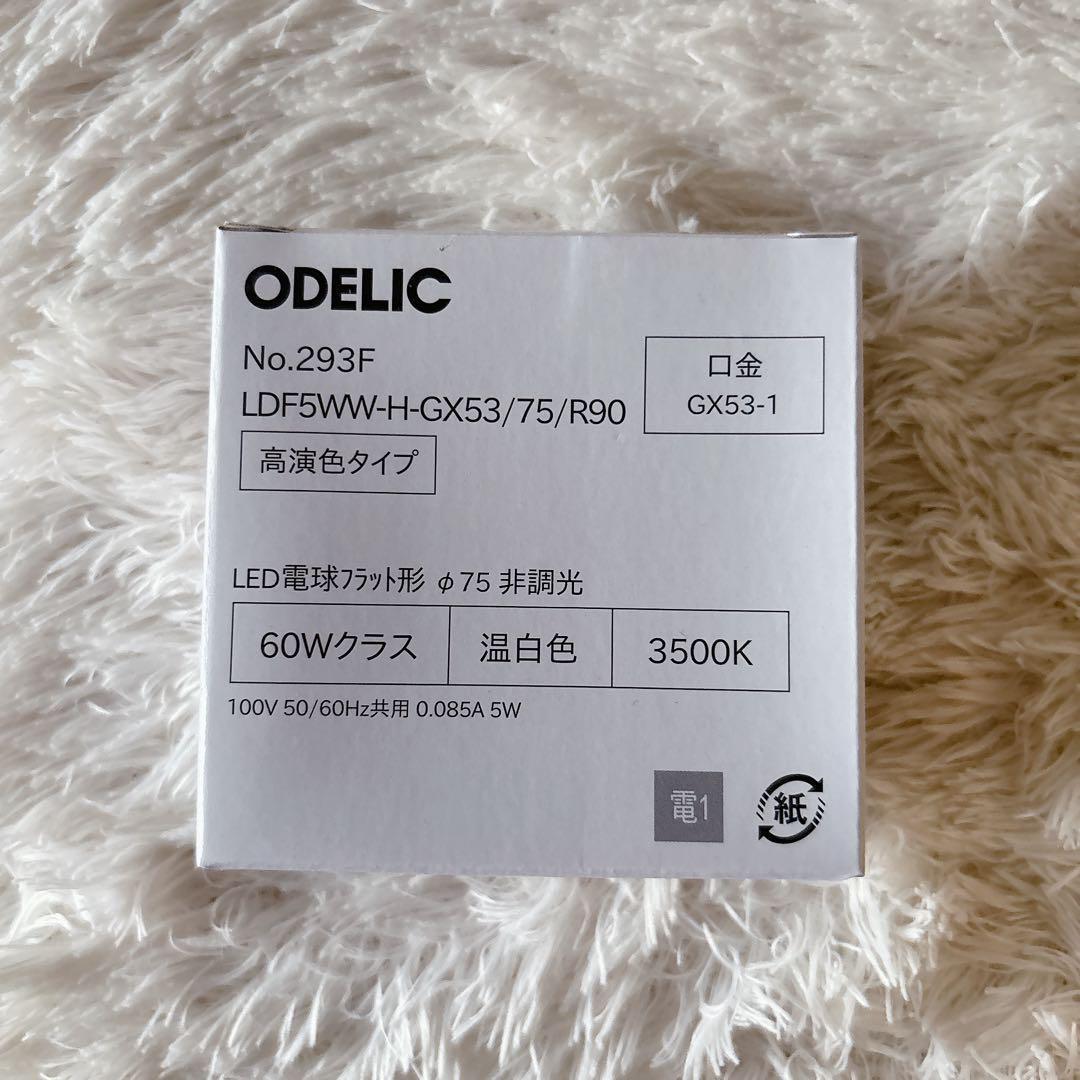 ODELIC
No.293F
LDF5WW-H-GX53/75/R90
口金
GX53-1
高演色タイプ
LED電球ﾌﾗｯﾄ形 φ75 非調光
60Wクラス 温白色 3500K
100V 50/60Hz共用 0.085A 5W
電1
紙